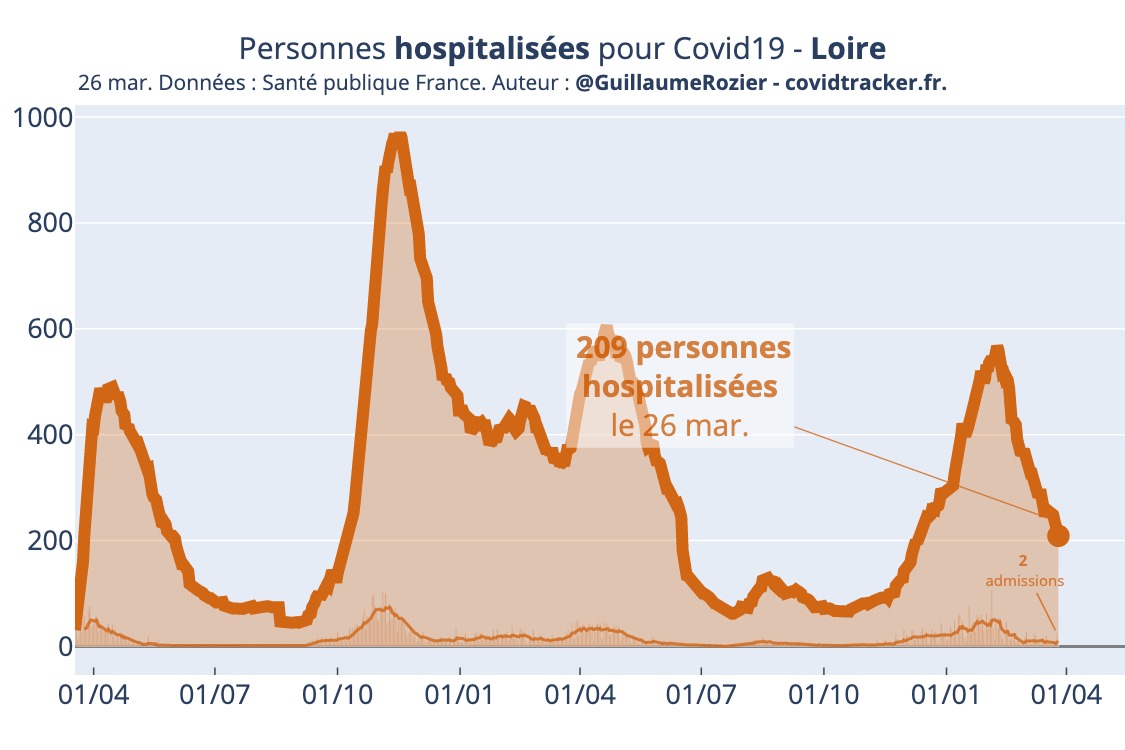 Personnes hospitalisées pour Covid19 - Loire
26 mar. Données : Santé publique France. Auteur : @GuillaumeRozier - covidtracker.fr.
1000
800
600
400
200
0
209 personnes
hospitalisées
le 26 mar.
2
admissions
01/04 01/07 01/10 01/01 01/04 01/07 01/10 01/01 01/04